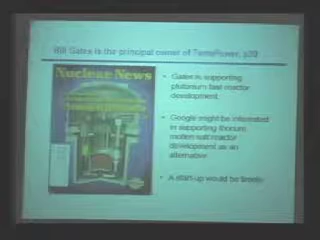 Bill Gates is the principal owner of TerraPower, p20
Nuclear News
• Gates is supporting
plutonium fast reactor
development
• Google might be interested
in supporting thorium
molten salt reactor
development as an
alternative
• A start-up would be timely